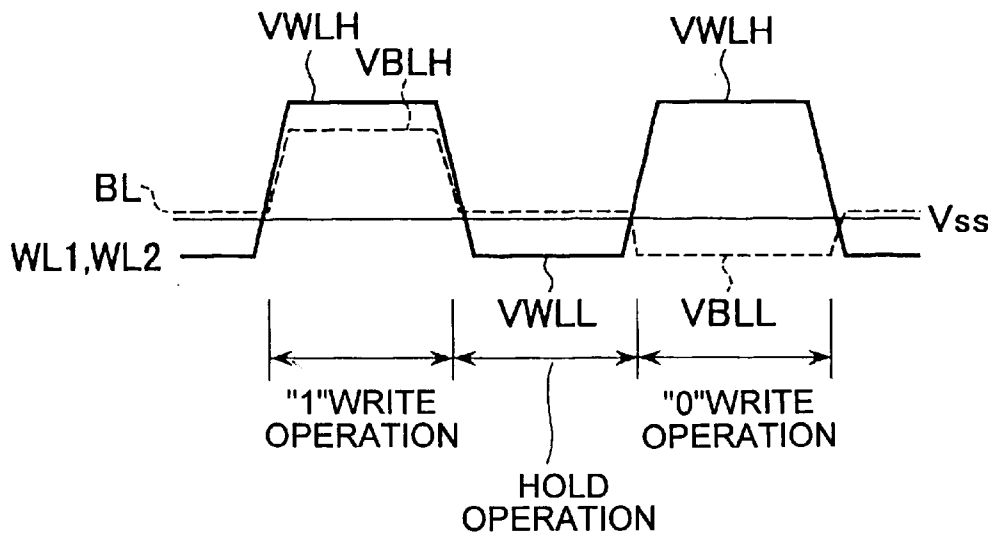 VWLH
VBLH
VWLH
BL
Vss
WL1,WL2
VWLL
VBLL
"1"WRITE
OPERATION
"0"WRITE
OPERATION
HOLD
OPERATION